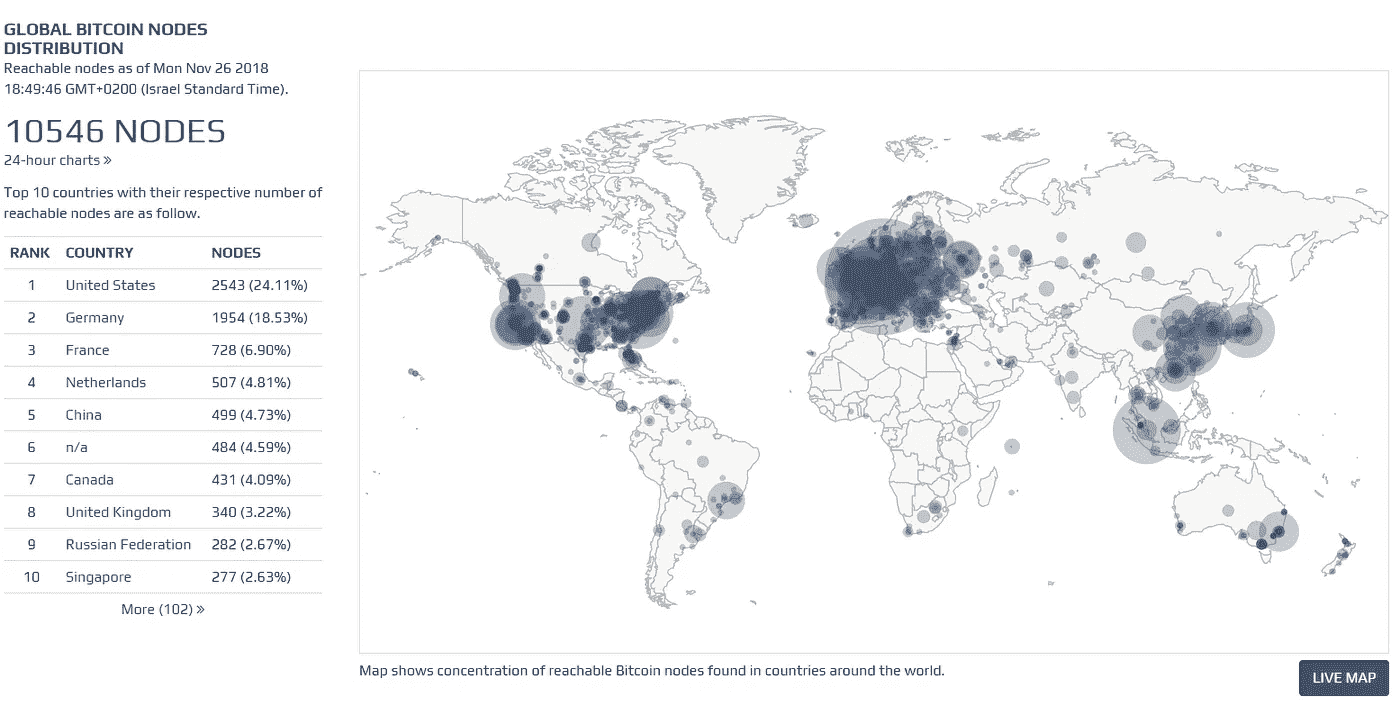 GLOBAL BITCOIN NODES
DISTRIBUTION
Reachable nodes as of Mon Nov 26 2018
18:49:46 GMT+0200 (Israel Standard Time).
10546 NODES
24-hour charts »
Top 10 countries with their respective number of
reachable nodes are as follow.
RANK COUNTRY NODES
1 United States 2543 (24.11%)
2 Germany 1954 (18.53%)
3 France 728 (6.90%)
4 Netherlands 507 (4.81%)
5 China 499 (4.73%)
6 n/a 484 (4.59%)
7 Canada 431 (4.09%)
8 United Kingdom 340 (3.22%)
9 Russian Federation 282 (2.67%)
10 Singapore 277 (2.63%)
More (102) »
Map shows concentration of reachable Bitcoin nodes found in countries around the world.
LIVE MAP